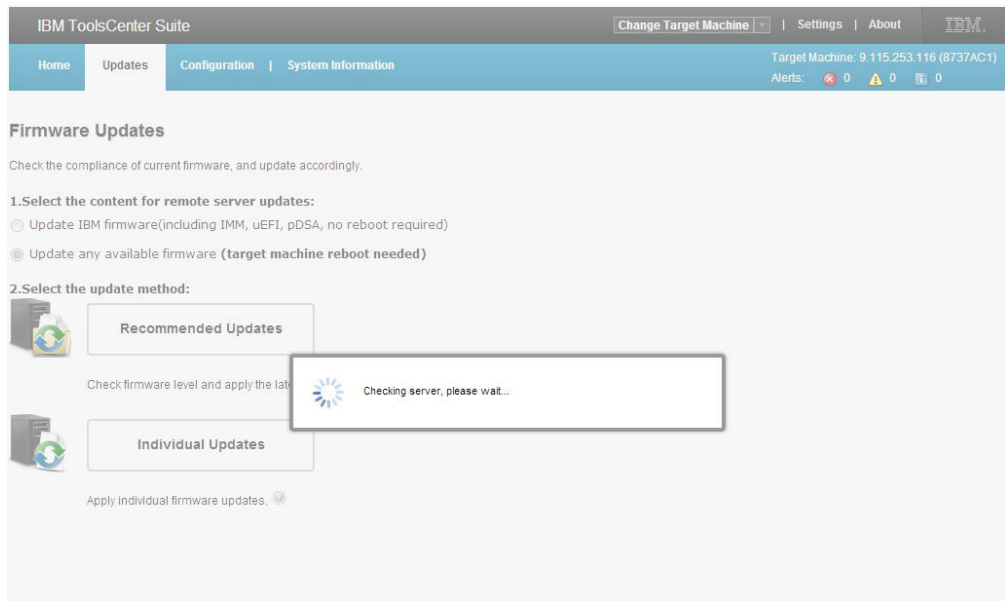 IBM ToolsCenter Suite
Change Target Machine | Settings | About IBM.
Home Updates Configuration | System Information
Target Machine: 9.115.253.116 (8737AC1)
Alerts: 0 0 0
Firmware Updates
Check the compliance of current firmware, and update accordingly.
1.Select the content for remote server updates:
Update IBM firmware(including IMM, uEFI, pDSA, no reboot required)
Update any available firmware (target machine reboot needed)
2.Select the update method:
Recommended Updates
Check firmware level and apply the
Checking server, please wait...
Individual Updates
Apply individual firmware updates.